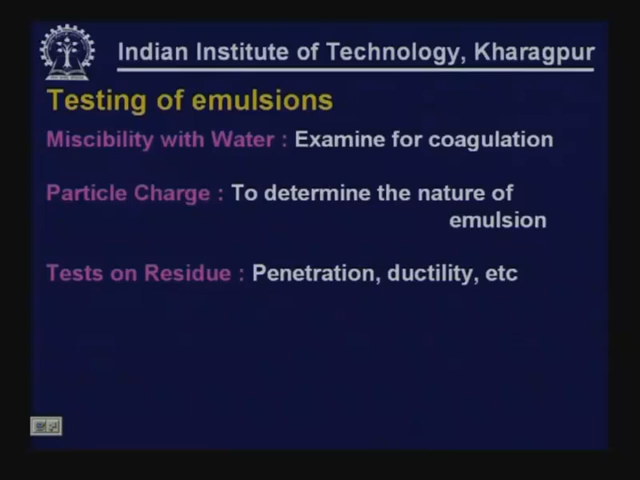 Indian Institute of Technology, Kharagpur
Testing of emulsions
Miscibility with Water : Examine for coagulation
Particle Charge : To determine the nature of
emulsion
Tests on Residue : Penetration, ductility, etc